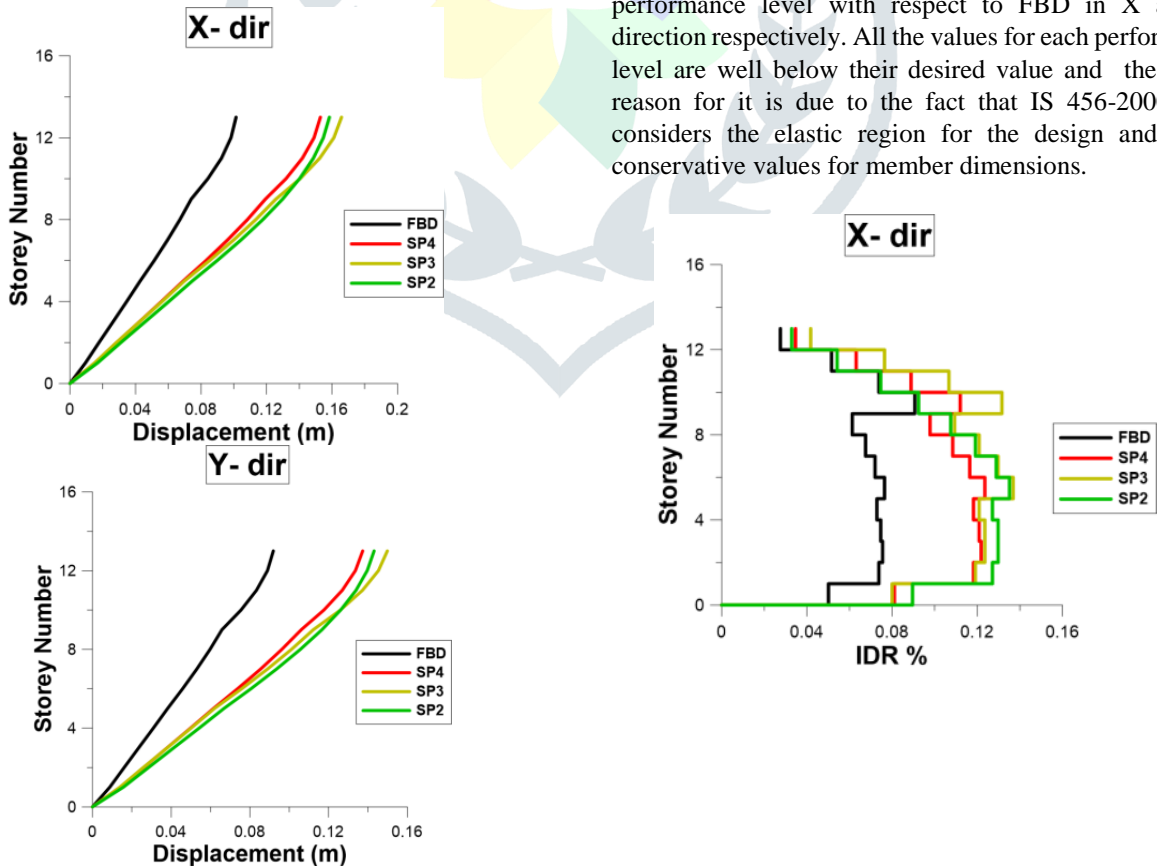 X- dir
16
12
8
4
0
Storey Number
FBD
SP4
SP3
SP2
0 0.04 0.08 0.12 0.16 0.2
Displacement (m)
Y- dir
16
12
8
4
0
Storey Number
FBD
SP4
SP3
SP2
0 0.04 0.08 0.12 0.16
Displacement (m)
performance level with respect to FBD in X
direction respectively. All the values for each perfor
level are well below their desired value and the
reason for it is due to the fact that IS 456-200
considers the elastic region for the design and
conservative values for member dimensions.
X- dir
16
12
8
4
0
Storey Number
FBD
SP4
SP3
SP2
0 0.04 0.08 0.12 0.16
IDR %